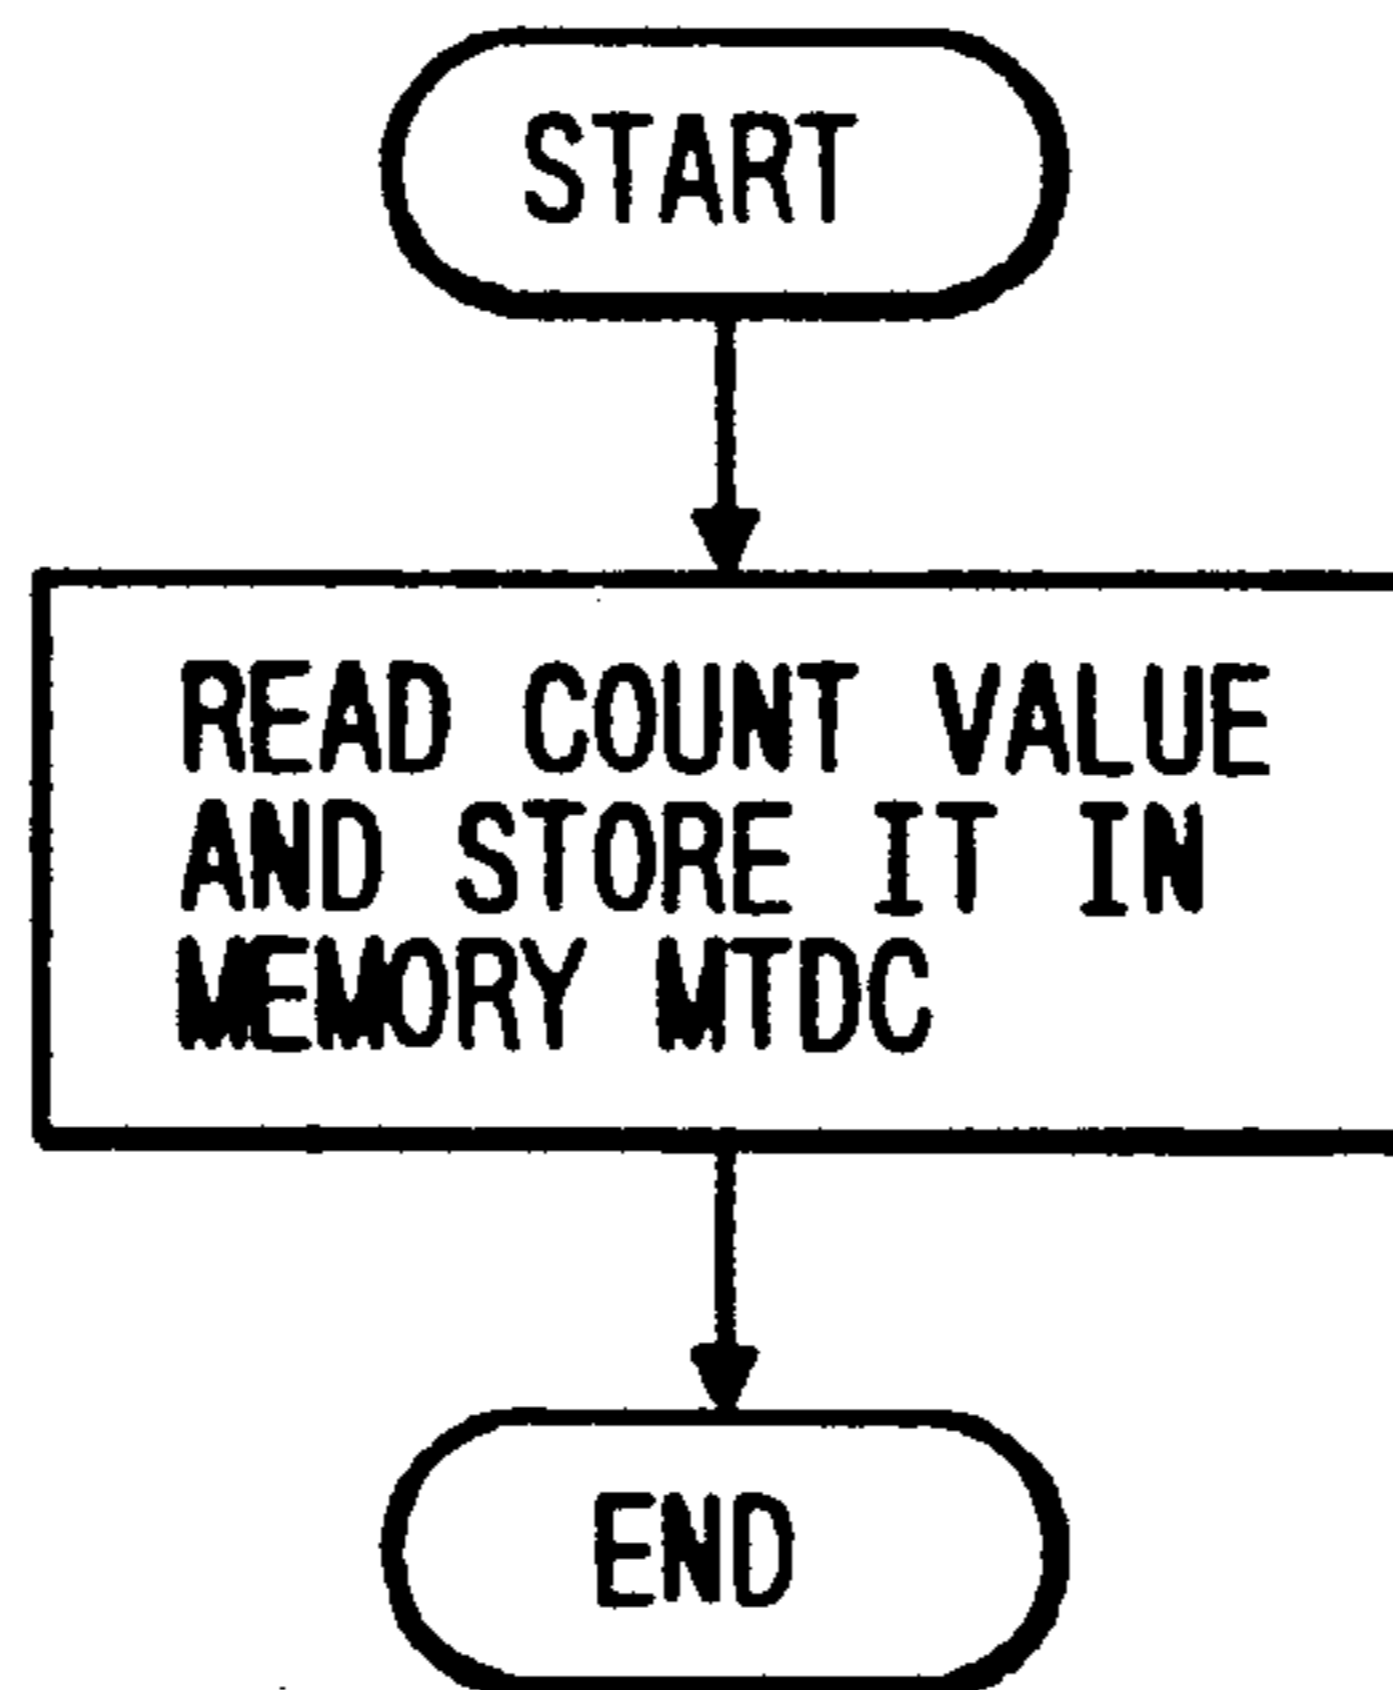 START
READ COUNT VALUE
AND STORE IT IN
MEMORY MTDC
END